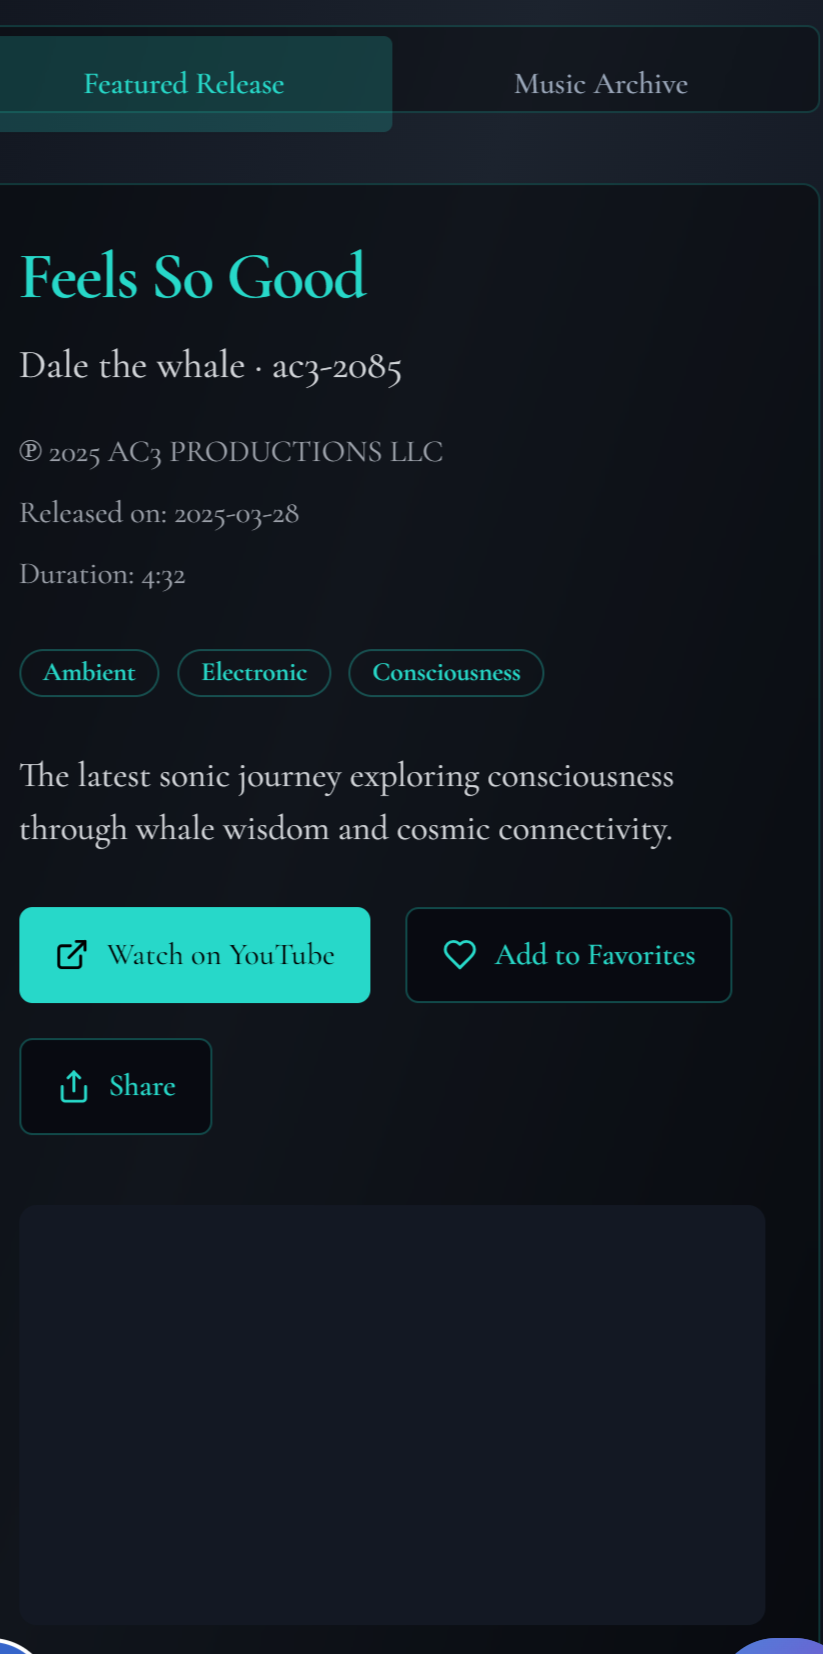 Featured Release
Music Archive
Feels So Good
Dale the whale · ac3-2085
℗ 2025 AC3 PRODUCTIONS LLC
Released on: 2025-03-28
Duration: 4:32
Ambient
Electronic
Consciousness
The latest sonic journey exploring consciousness
through whale wisdom and cosmic connectivity.
Watch on YouTube
Add to Favorites
Share